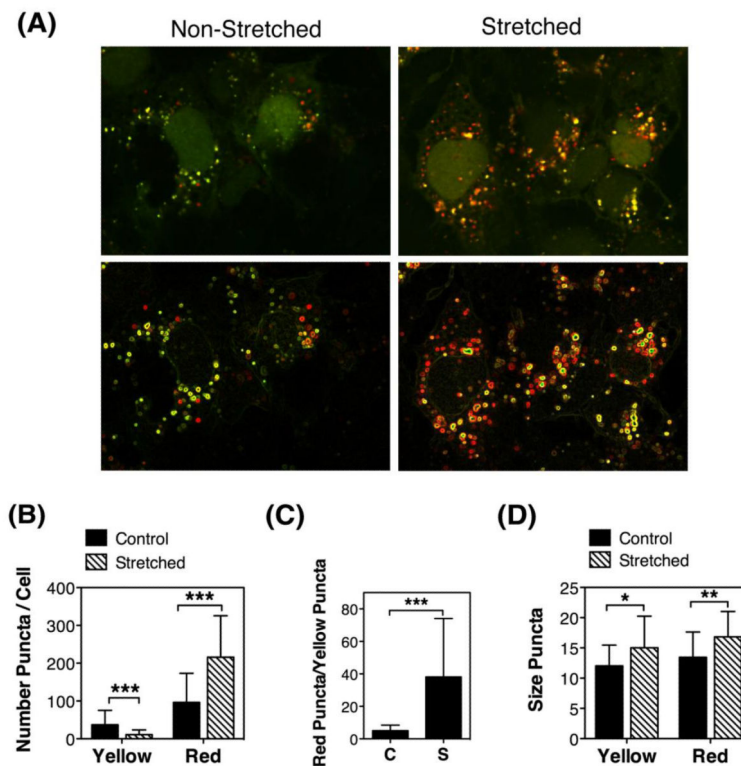 (A)
Non-Stretched
Stretched
(B)
Control
Stretched
Number Puncta / Cell
400
300
200
100
0
***
***
Yellow
Red
(C)
Red Puncta/Yellow Puncta
80
60
40
20
0
***
C
S
(D)
Control
Stretched
Size Puncta
25
20
15
10
5
0
*
**
Yellow
Red